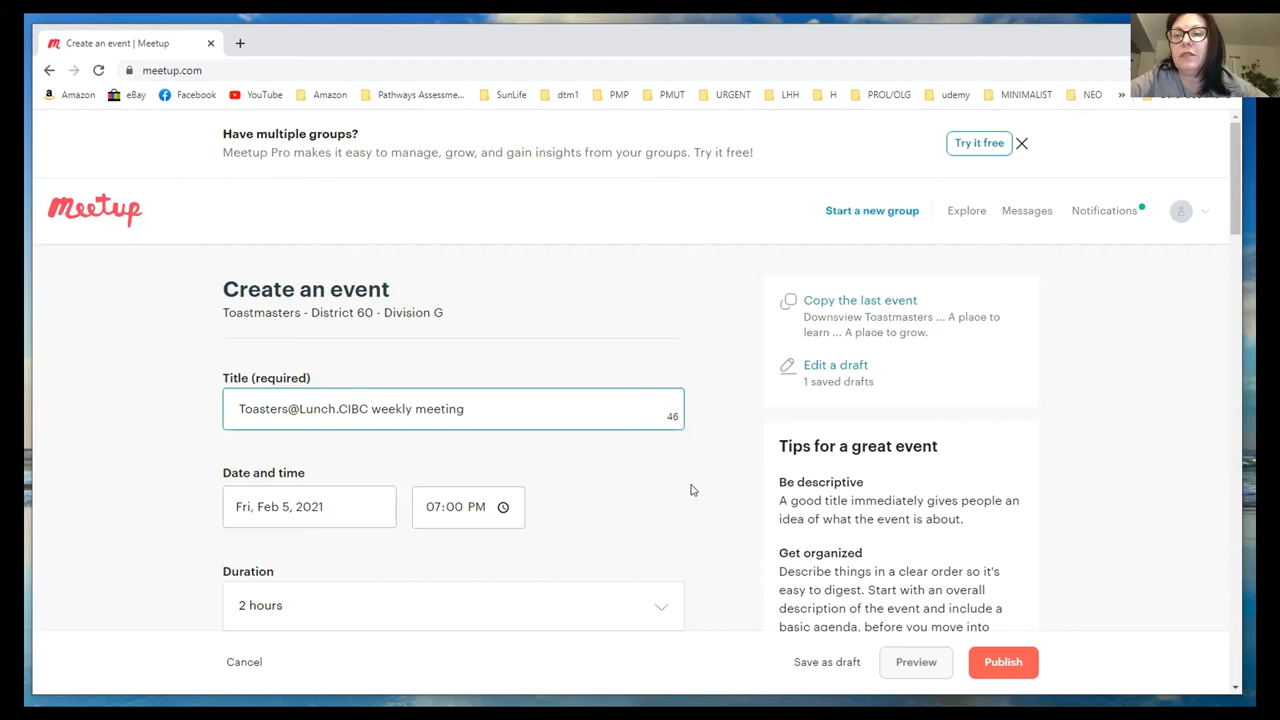 Create an event | Meetup
meetup.com
Amazon eBay Facebook YouTube Amazon Pathways Assessme... SunLife dtm1 PMP PMUT URGENT LHH H PROL/OLG udemy MINIMALIST NEO »
Have multiple groups?
Meetup Pro makes it easy to manage, grow, and gain insights from your groups. Try it free!
Try it free
Meetup
Start a new group Explore Messages Notifications
Create an event
Toastmasters - District 60 - Division G
Title (required)
Toasters@Lunch.CIBC weekly meeting
46
Date and time
Fri, Feb 5, 2021 07:00 PM
Duration
2 hours
Copy the last event
Downsview Toastmasters ... A place to
learn ... A place to grow.
Edit a draft
1 saved drafts
Tips for a great event
Be descriptive
A good title immediately gives people an
idea of what the event is about.
Get organized
Describe things in a clear order so it's
easy to digest. Start with an overall
description of the event and include a
basic agenda, before you move into
Cancel Save as draft Preview Publish